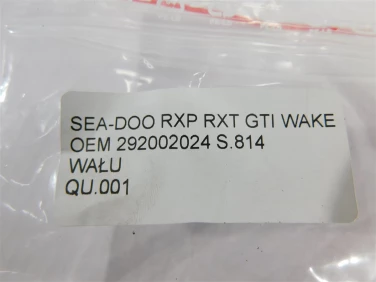 SEA-DOO RXP RXT GTI WAKE
OEM 292002024 S.814
WAŁU
QU.001